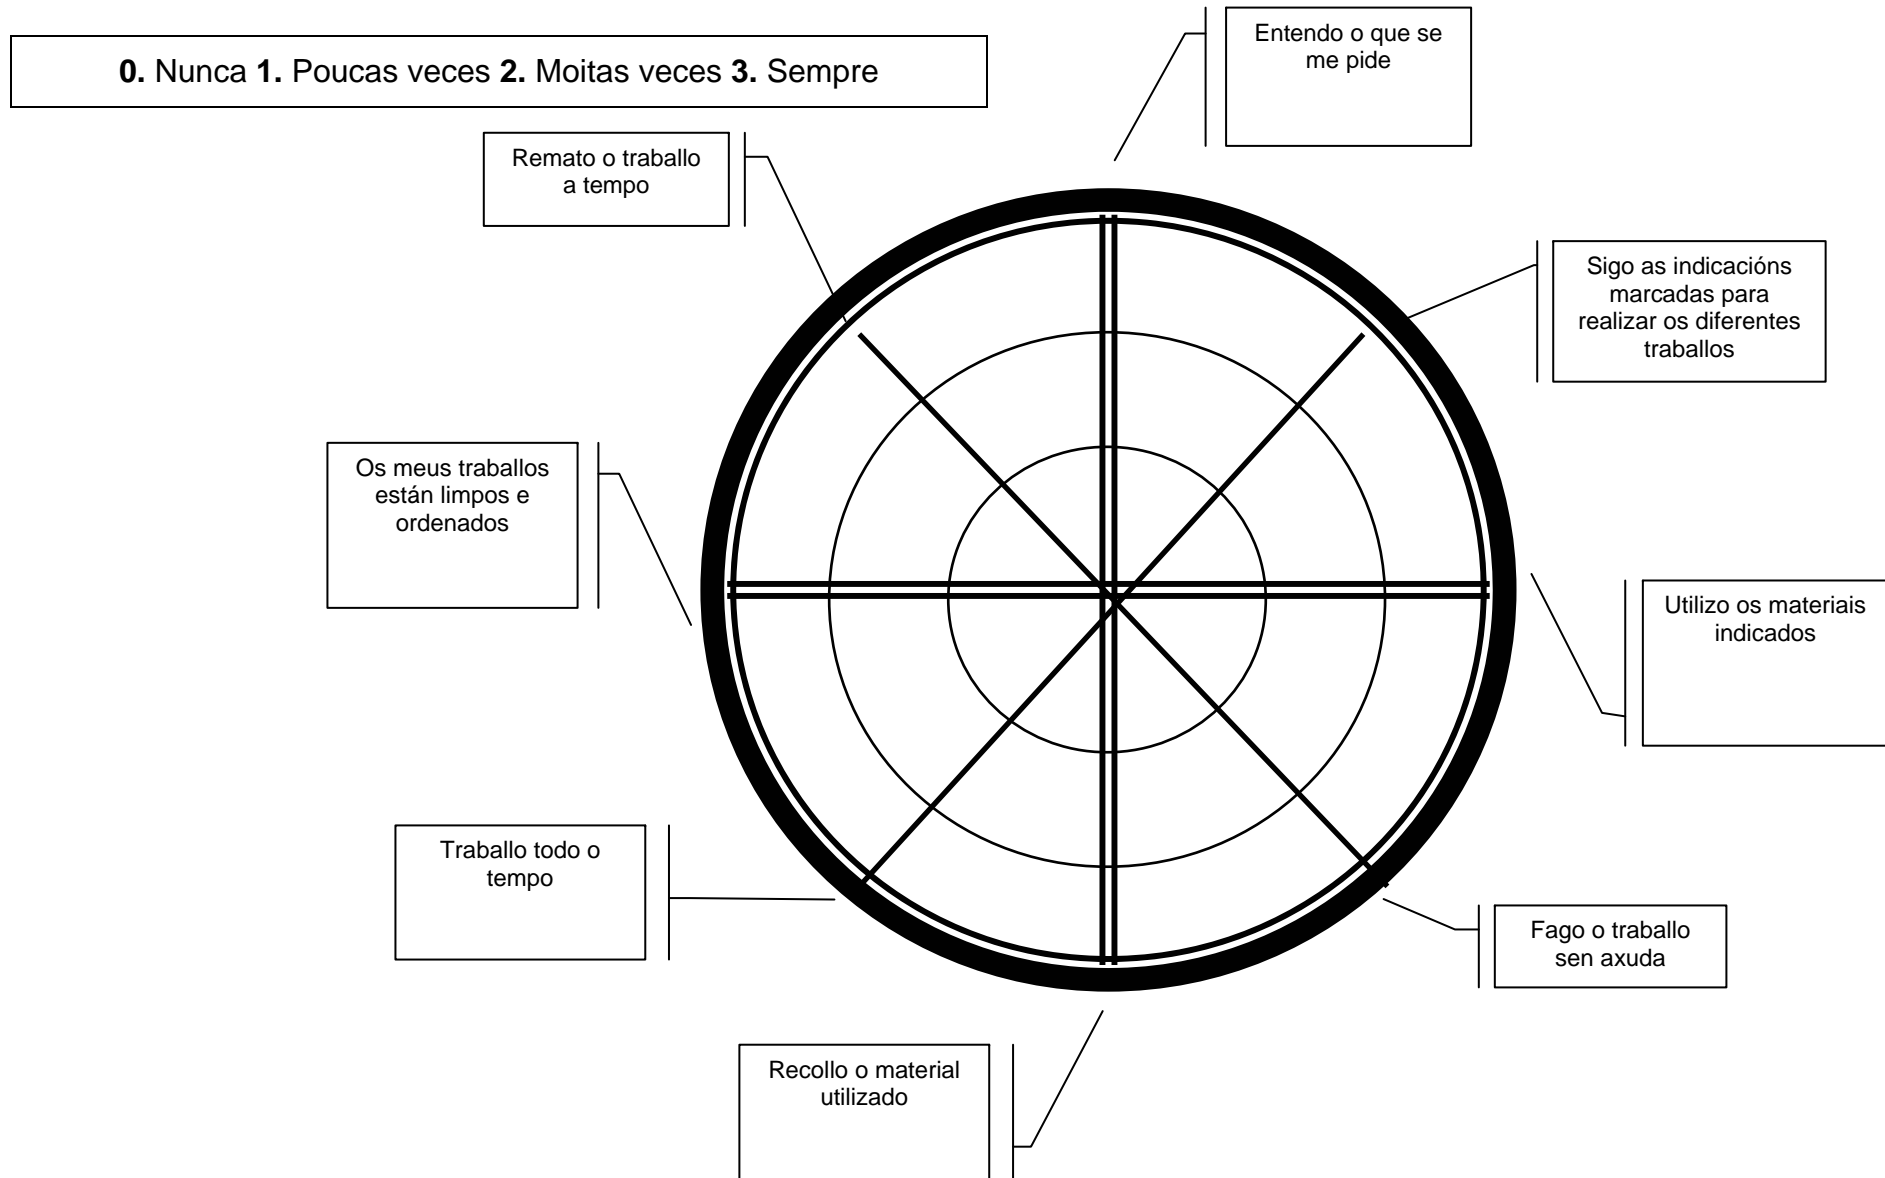 0. Nunca 1. Poucas veces 2. Moitas veces 3. Sempre
Entendo o que se
me pide
Remato o traballo
a tempo
Sigo as indicacións
marcadas para
realizar os diferentes
traballos
Os meus traballos
están limpos e
ordenados
Utilizo os materiais
indicados
Traballo todo o
tempo
Fago o traballo
sen axuda
Recollo o material
utilizado